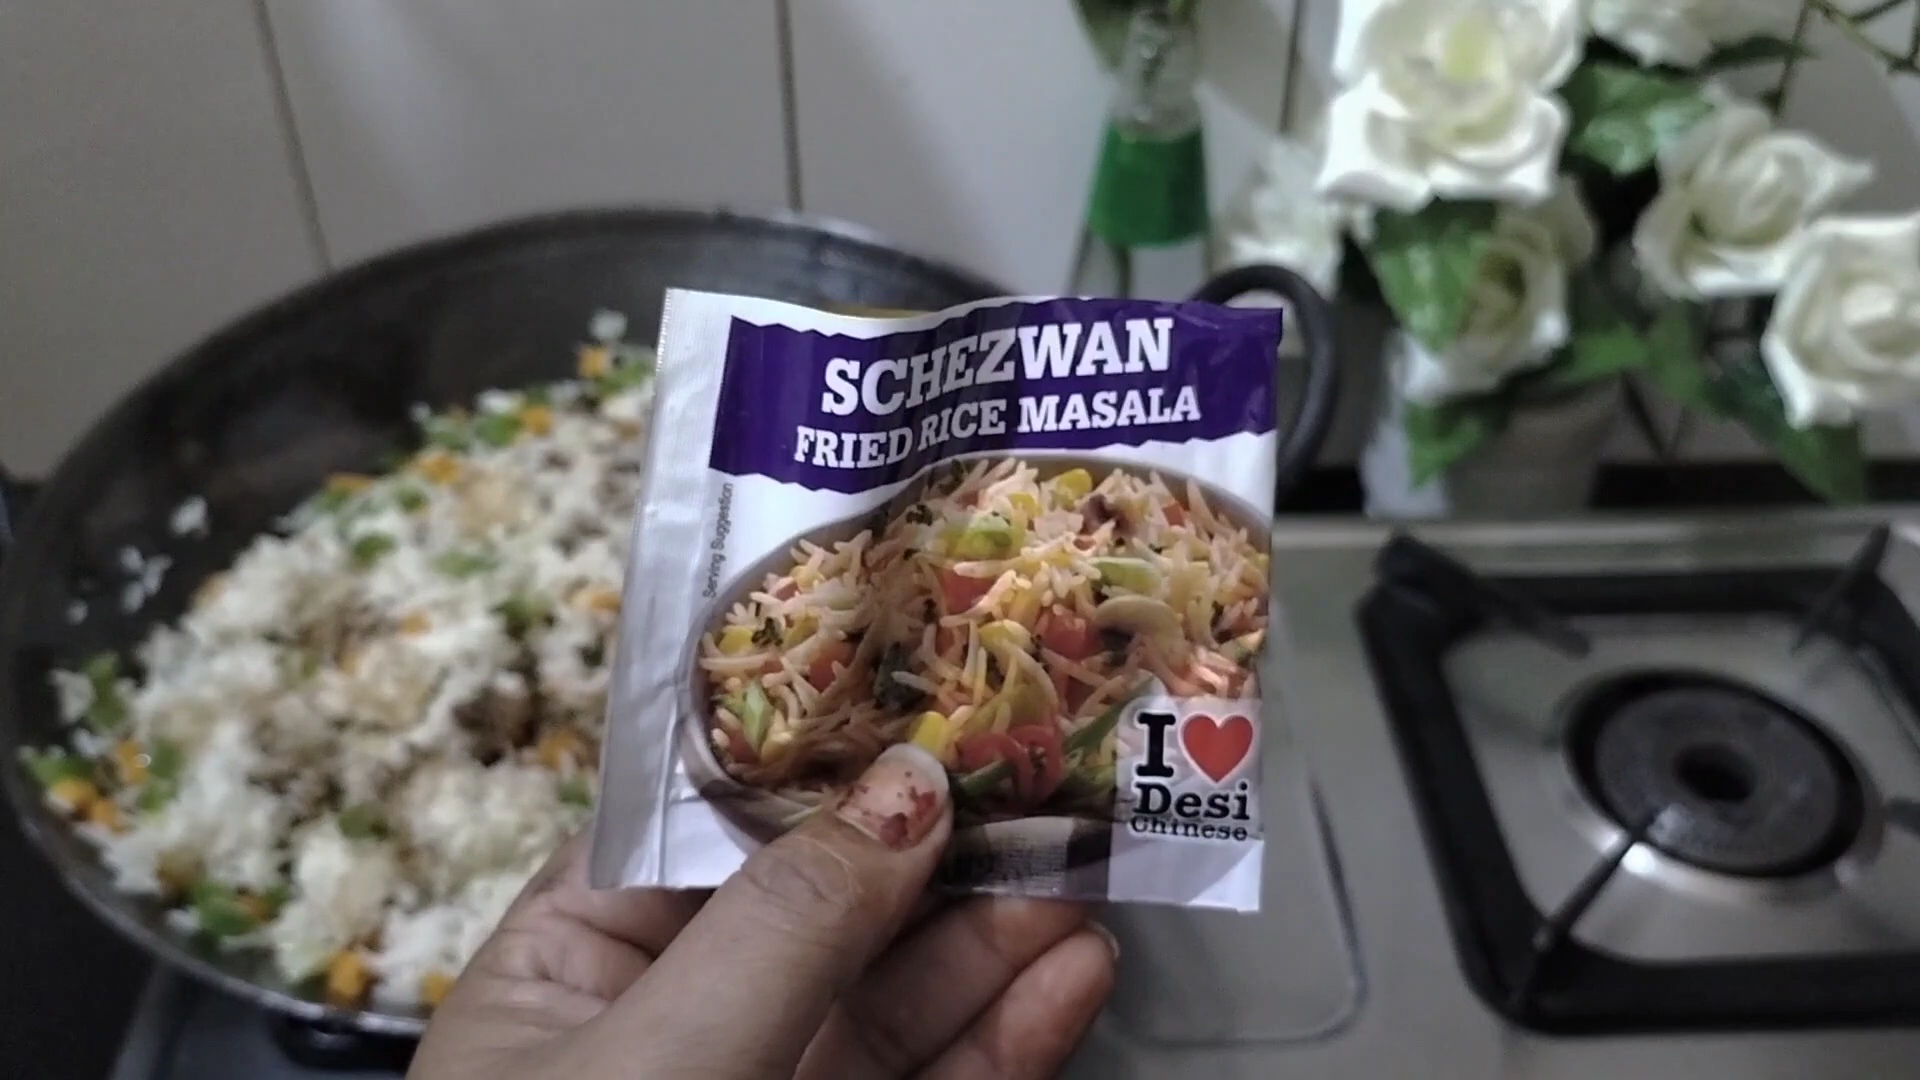 SCHEZWAN
FRIED RICE MASALA
Serving Suggestion
I
Desi
Chinese